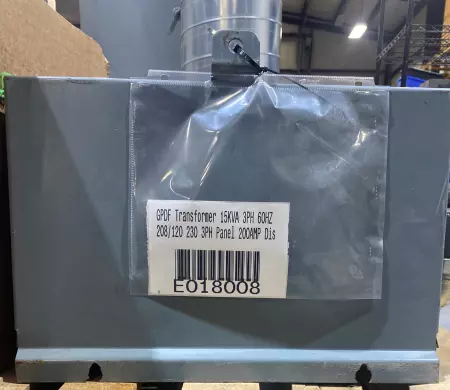 GPDF Transformer 15KVA 3PH 60HZ
208/120 230 3PH Panel 200AMP Dis
E018008